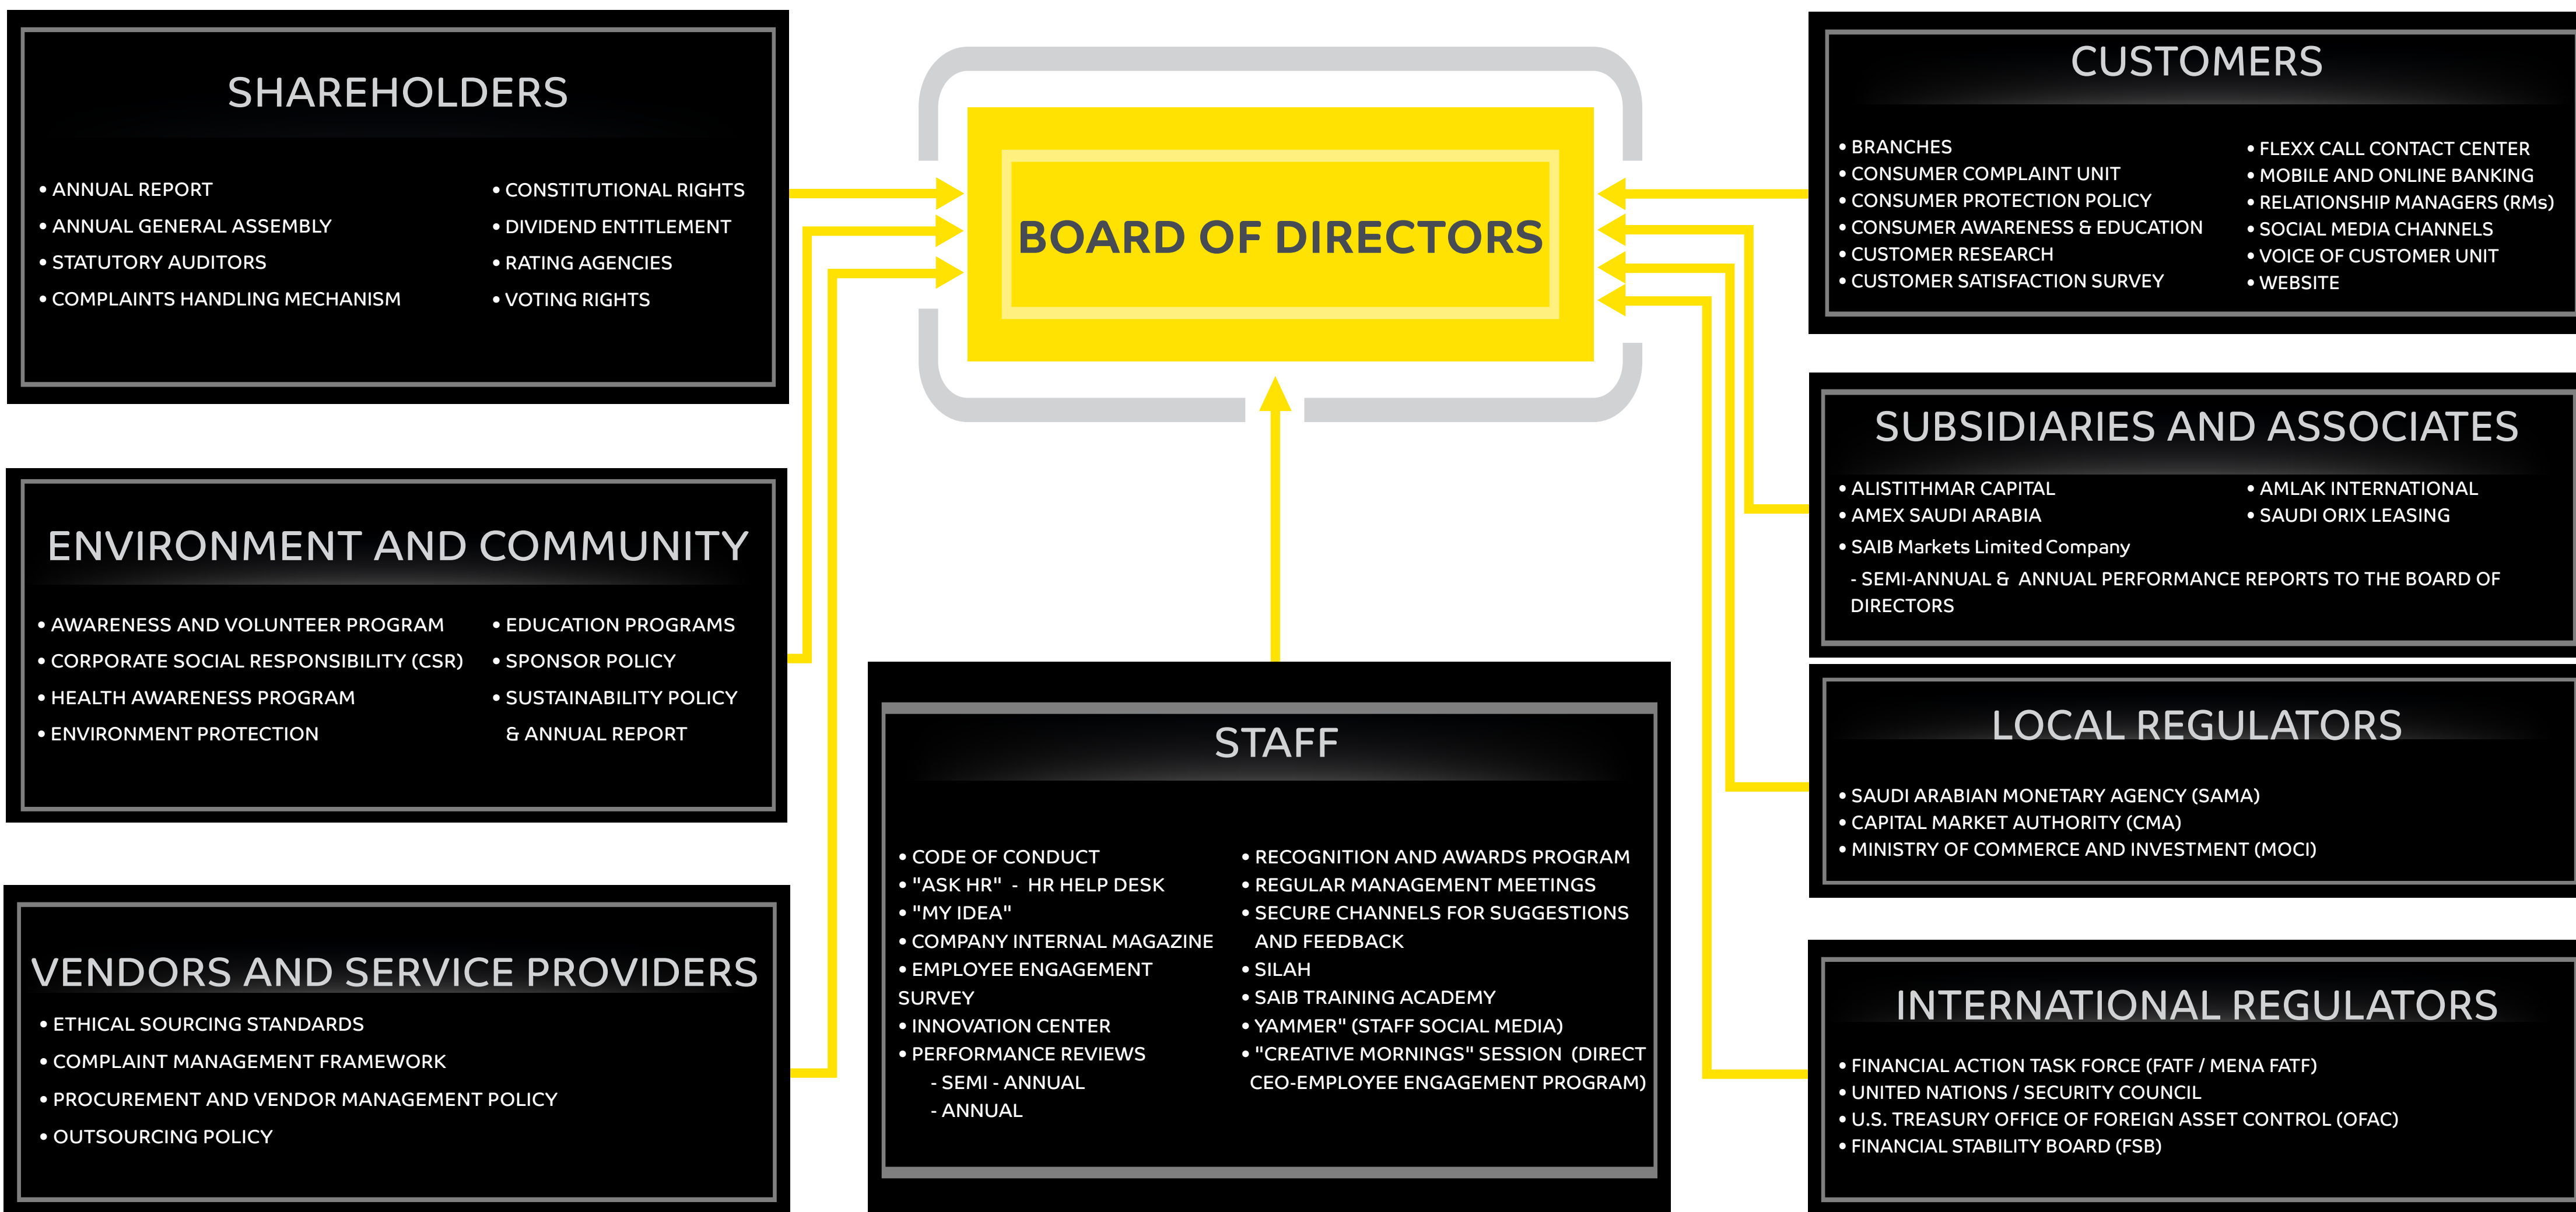 SHAREHOLDERS
• ANNUAL REPORT
• ANNUAL GENERAL ASSEMBLY
• STATUTORY AUDITORS
• COMPLAINTS HANDLING MECHANISM
• CONSTITUTIONAL RIGHTS
• DIVIDEND ENTITLEMENT
• RATING AGENCIES
• VOTING RIGHTS
ENVIRONMENT AND COMMUNITY
• AWARENESS AND VOLUNTEER PROGRAM
• CORPORATE SOCIAL RESPONSIBILITY (CSR)
• HEALTH AWARENESS PROGRAM
• ENVIRONMENT PROTECTION
• EDUCATION PROGRAMS
• SPONSOR POLICY
• SUSTAINABILITY POLICY
& ANNUAL REPORT
VENDORS AND SERVICE PROVIDERS
• ETHICAL SOURCING STANDARDS
• COMPLAINT MANAGEMENT FRAMEWORK
• PROCUREMENT AND VENDOR MANAGEMENT POLICY
• OUTSOURCING POLICY
BOARD OF DIRECTORS
STAFF
• CODE OF CONDUCT
• "ASK HR" - HR HELP DESK
• "MY IDEA"
• COMPANY INTERNAL MAGAZINE
• EMPLOYEE ENGAGEMENT
SURVEY
• INNOVATION CENTER
• PERFORMANCE REVIEWS
- SEMI - ANNUAL
- ANNUAL
• RECOGNITION AND AWARDS PROGRAM
• REGULAR MANAGEMENT MEETINGS
• SECURE CHANNELS FOR SUGGESTIONS
AND FEEDBACK
• SILAH
• SAIB TRAINING ACADEMY
• YAMMER" (STAFF SOCIAL MEDIA)
• "CREATIVE MORNINGS" SESSION (DIRECT
CEO-EMPLOYEE ENGAGEMENT PROGRAM)
CUSTOMERS
• BRANCHES
• CONSUMER COMPLAINT UNIT
• CONSUMER PROTECTION POLICY
• CONSUMER AWARENESS & EDUCATION
• CUSTOMER RESEARCH
• CUSTOMER SATISFACTION SURVEY
• FLEXX CALL CONTACT CENTER
• MOBILE AND ONLINE BANKING
• RELATIONSHIP MANAGERS (RMs)
• SOCIAL MEDIA CHANNELS
• VOICE OF CUSTOMER UNIT
• WEBSITE
SUBSIDIARIES AND ASSOCIATES
• ALISTITHMAR CAPITAL
• AMEX SAUDI ARABIA
• AMLAK INTERNATIONAL
• SAUDI ORIX LEASING
• SAIB Markets Limited Company
- SEMI-ANNUAL & ANNUAL PERFORMANCE REPORTS TO THE BOARD OF
DIRECTORS
LOCAL REGULATORS
• SAUDI ARABIAN MONETARY AGENCY (SAMA)
• CAPITAL MARKET AUTHORITY (CMA)
• MINISTRY OF COMMERCE AND INVESTMENT (MOCI)
INTERNATIONAL REGULATORS
• FINANCIAL ACTION TASK FORCE (FATF / MENA FATF)
• UNITED NATIONS / SECURITY COUNCIL
• U.S. TREASURY OFFICE OF FOREIGN ASSET CONTROL (OFAC)
• FINANCIAL STABILITY BOARD (FSB)